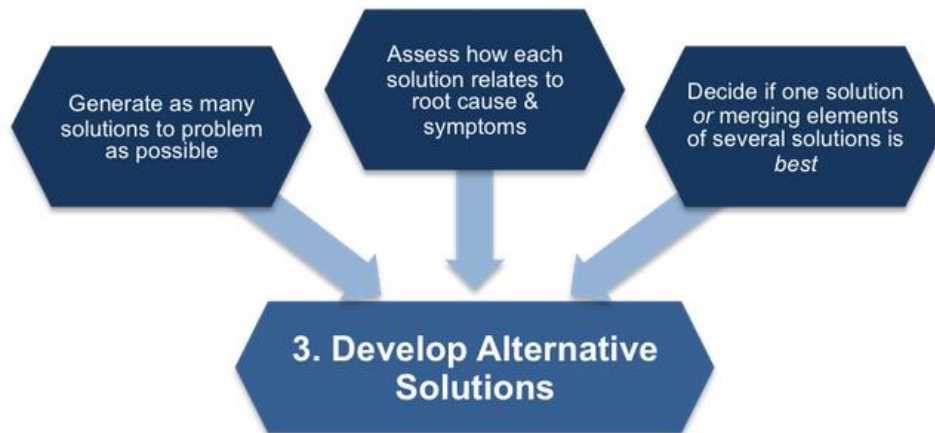 Generate as many
solutions to problem
as possible
Assess how each
solution relates to
root cause &
symptoms
Decide if one solution
or merging elements
of several solutions is
best
3. Develop Alternative
Solutions